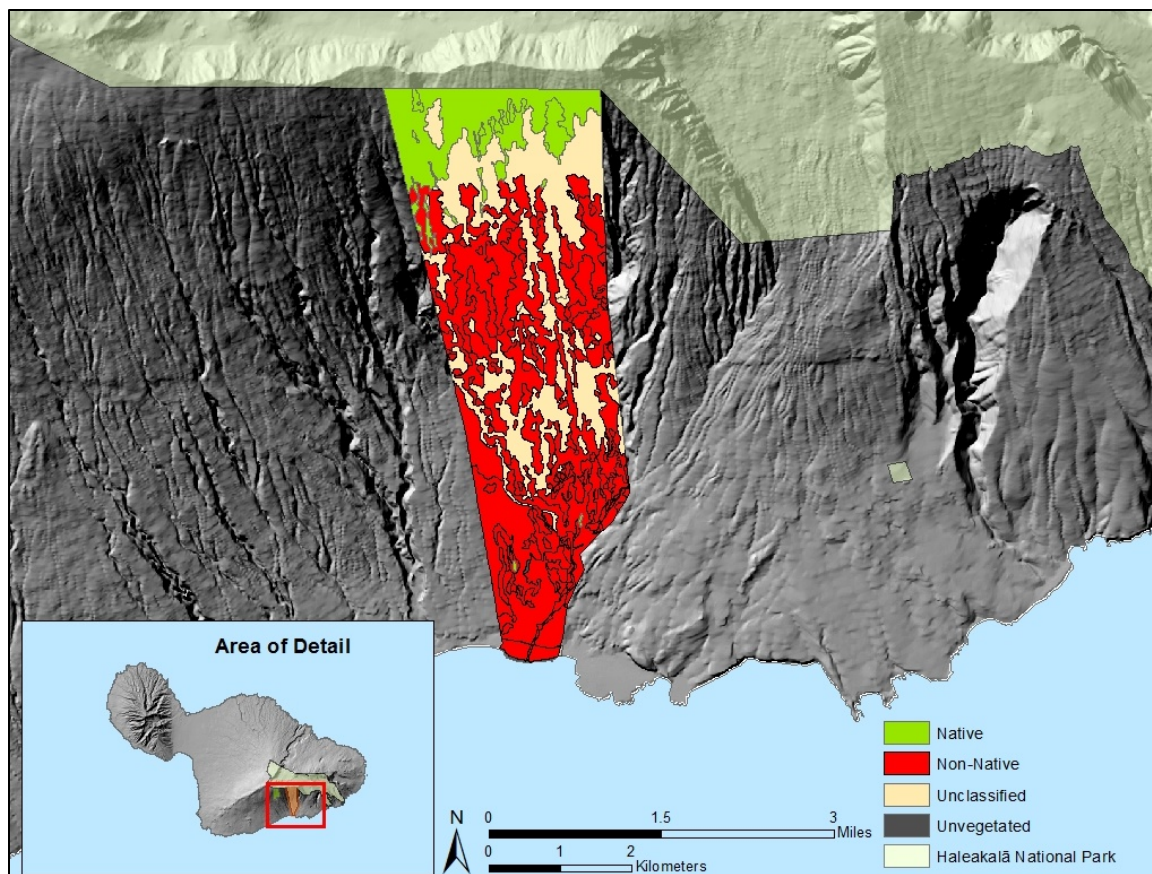 Area of Detail
Native
Non-Native
Unclassified
Unvegetated
Haleakalā National Park
N
0 1.5 3
Miles
0 1 2
Kilometers